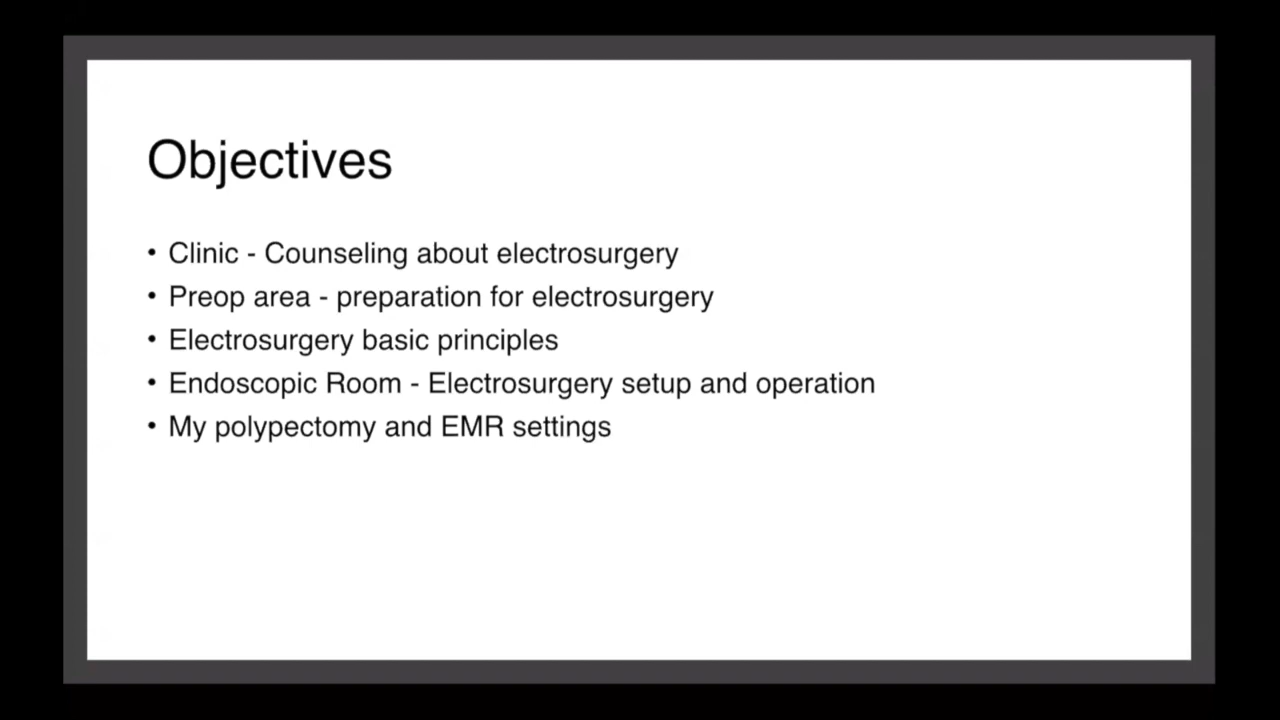 Objectives
• Clinic - Counseling about electrosurgery
• Preop area - preparation for electrosurgery
• Electrosurgery basic principles
• Endoscopic Room - Electrosurgery setup and operation
• My polypectomy and EMR settings